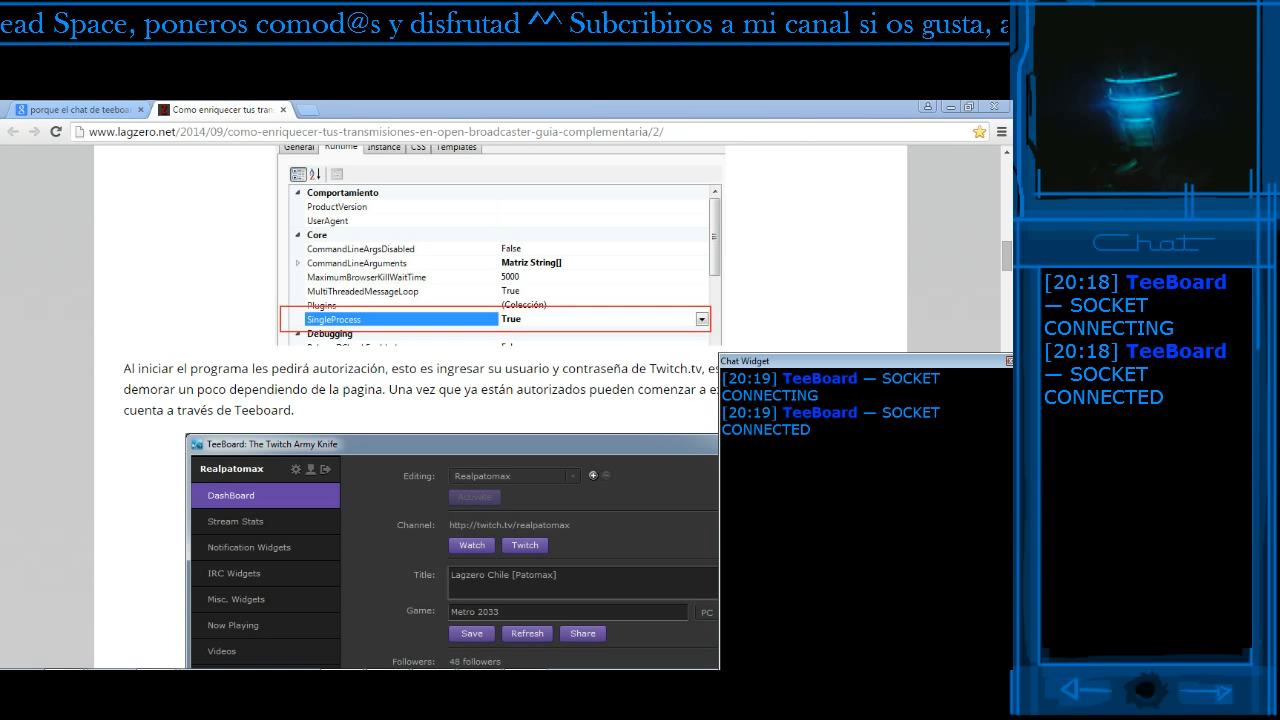 ead Space, poneros comod@s y disfrutad ^^ Subcribiros a mi canal si os gusta, a
porque el chat de teeboa
Como enriquecer tus tran
www.lagzero.net/2014/09/como-enriquecer-tus-transmisiones-en-open-broadcaster-guia-complementaria/2/
General Runtime Instance CSS Templates
Comportamiento
ProductVersion
UserAgent
Core
CommandLineArgsDisabled False
CommandLineArguments Matriz String[]
MaximumBrowserKillWaitTime 5000
MultiThreadedMessageLoop True
Plugins (Colección)
SingleProcess True
Debugging
Al iniciar el programa les pedirá autorización, esto es ingresar su usuario y contraseña de Twitch.tv, es
demorar un poco dependiendo de la pagina. Una vez que ya están autorizados pueden comenzar a e
cuenta a través de Teeboard.
TeeBoard: The Twitch Army Knife
Realpatomax
DashBoard
Stream Stats
Notification Widgets
IRC Widgets
Misc. Widgets
Now Playing
Videos
Editing: Realpatomax
Activate
Channel: http://twitch.tv/realpatomax
Watch Twitch
Title: Lagzero Chile [Patomax]
Game: Metro 2033 PC
Save Refresh Share
Followers: 48 followers
Chat Widget
[20:19] TeeBoard — SOCKET
CONNECTING
[20:19] TeeBoard — SOCKET
CONNECTED
Chat
[20:18] TeeBoard
— SOCKET
CONNECTING
[20:18] TeeBoard
— SOCKET
CONNECTED